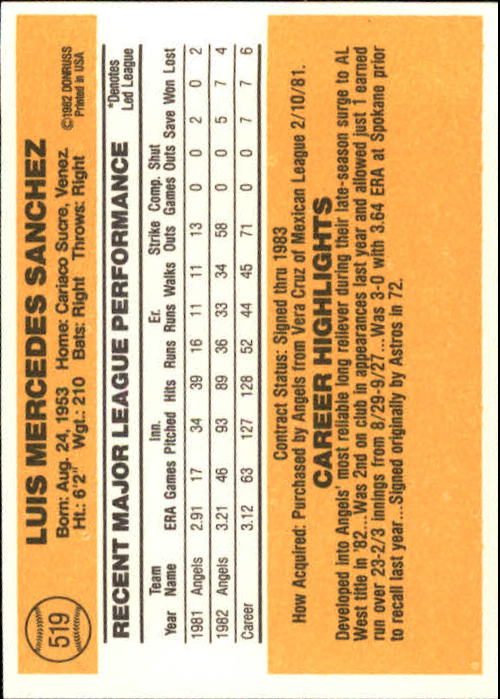 519
LUIS MERCEDES SANCHEZ
©1982 DONRUSS
Printed in USA
Born: Aug. 24, 1953 Home: Cariaco Sucre, Venez.
Ht.: 6'2" Wgt.: 210 Bats: Right Throws: Right
RECENT MAJOR LEAGUE PERFORMANCE
*Denotes
Led League
Team Inn. Er. Strike Comp. Shut
Year Name ERA Games Pitched Hits Runs Runs Walks Outs Games Outs Save Won Lost
1981 Angels 2.91 17 34 39 16 11 11 13 0 0 2 0 2
1982 Angels 3.21 46 93 89 36 33 34 58 0 0 5 7 4
Career 3.12 63 127 128 52 44 45 71 0 0 7 7 6
Contract Status: Signed thru 1983
How Acquired: Purchased by Angels from Vera Cruz of Mexican League 2/10/81.
CAREER HIGHLIGHTS
Developed into Angels' most reliable long reliever during their late-season surge to AL
West title in '82...Was 2nd on club in appearances last year and allowed just 1 earned
run over 23-2/3 innings from 8/29-9/27...Was 3-0 with 3.64 ERA at Spokane prior
to recall last year...Signed originally by Astros in 72.